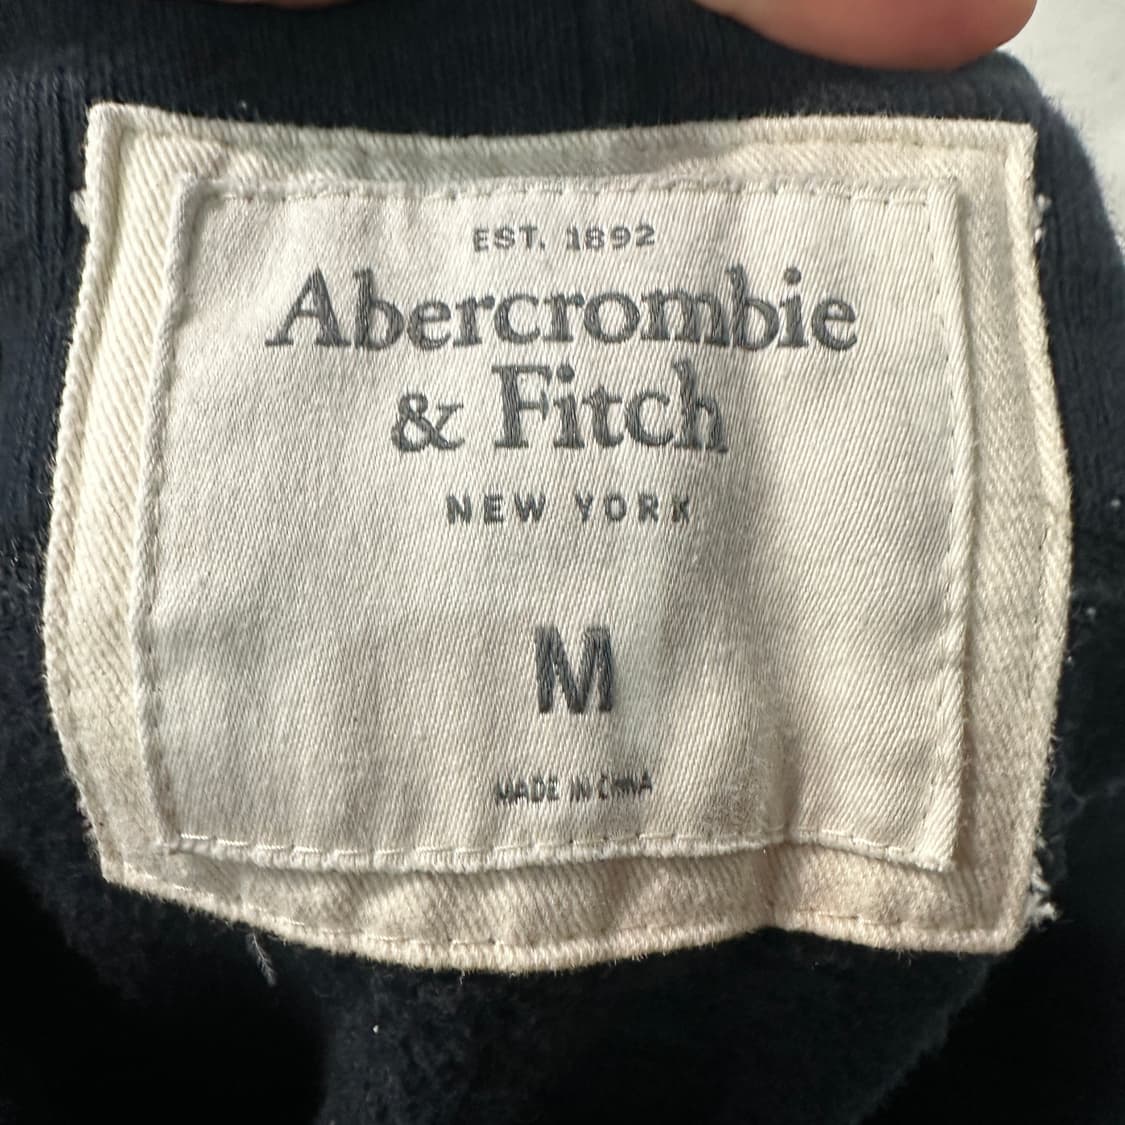 EST. 1892
Abercrombie
& Fitch
NEW YORK
M
MADE IN CHINA